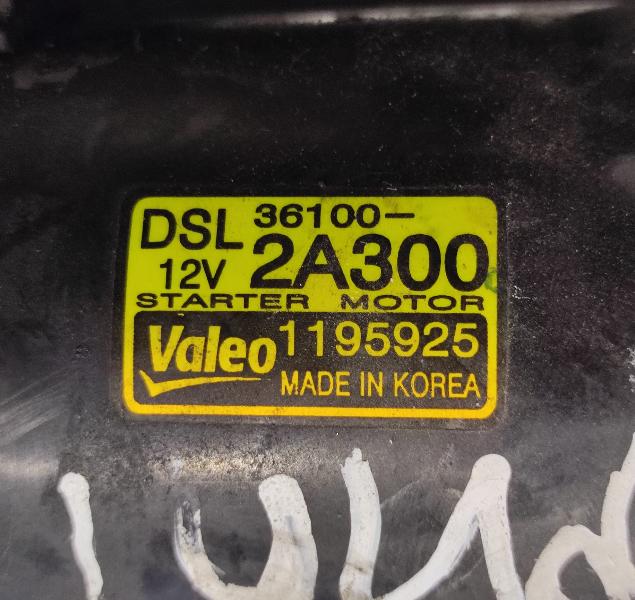 DSL 36100-
12V 2A300
STARTER MOTOR
Valeo 1195925
MADE IN KOREA